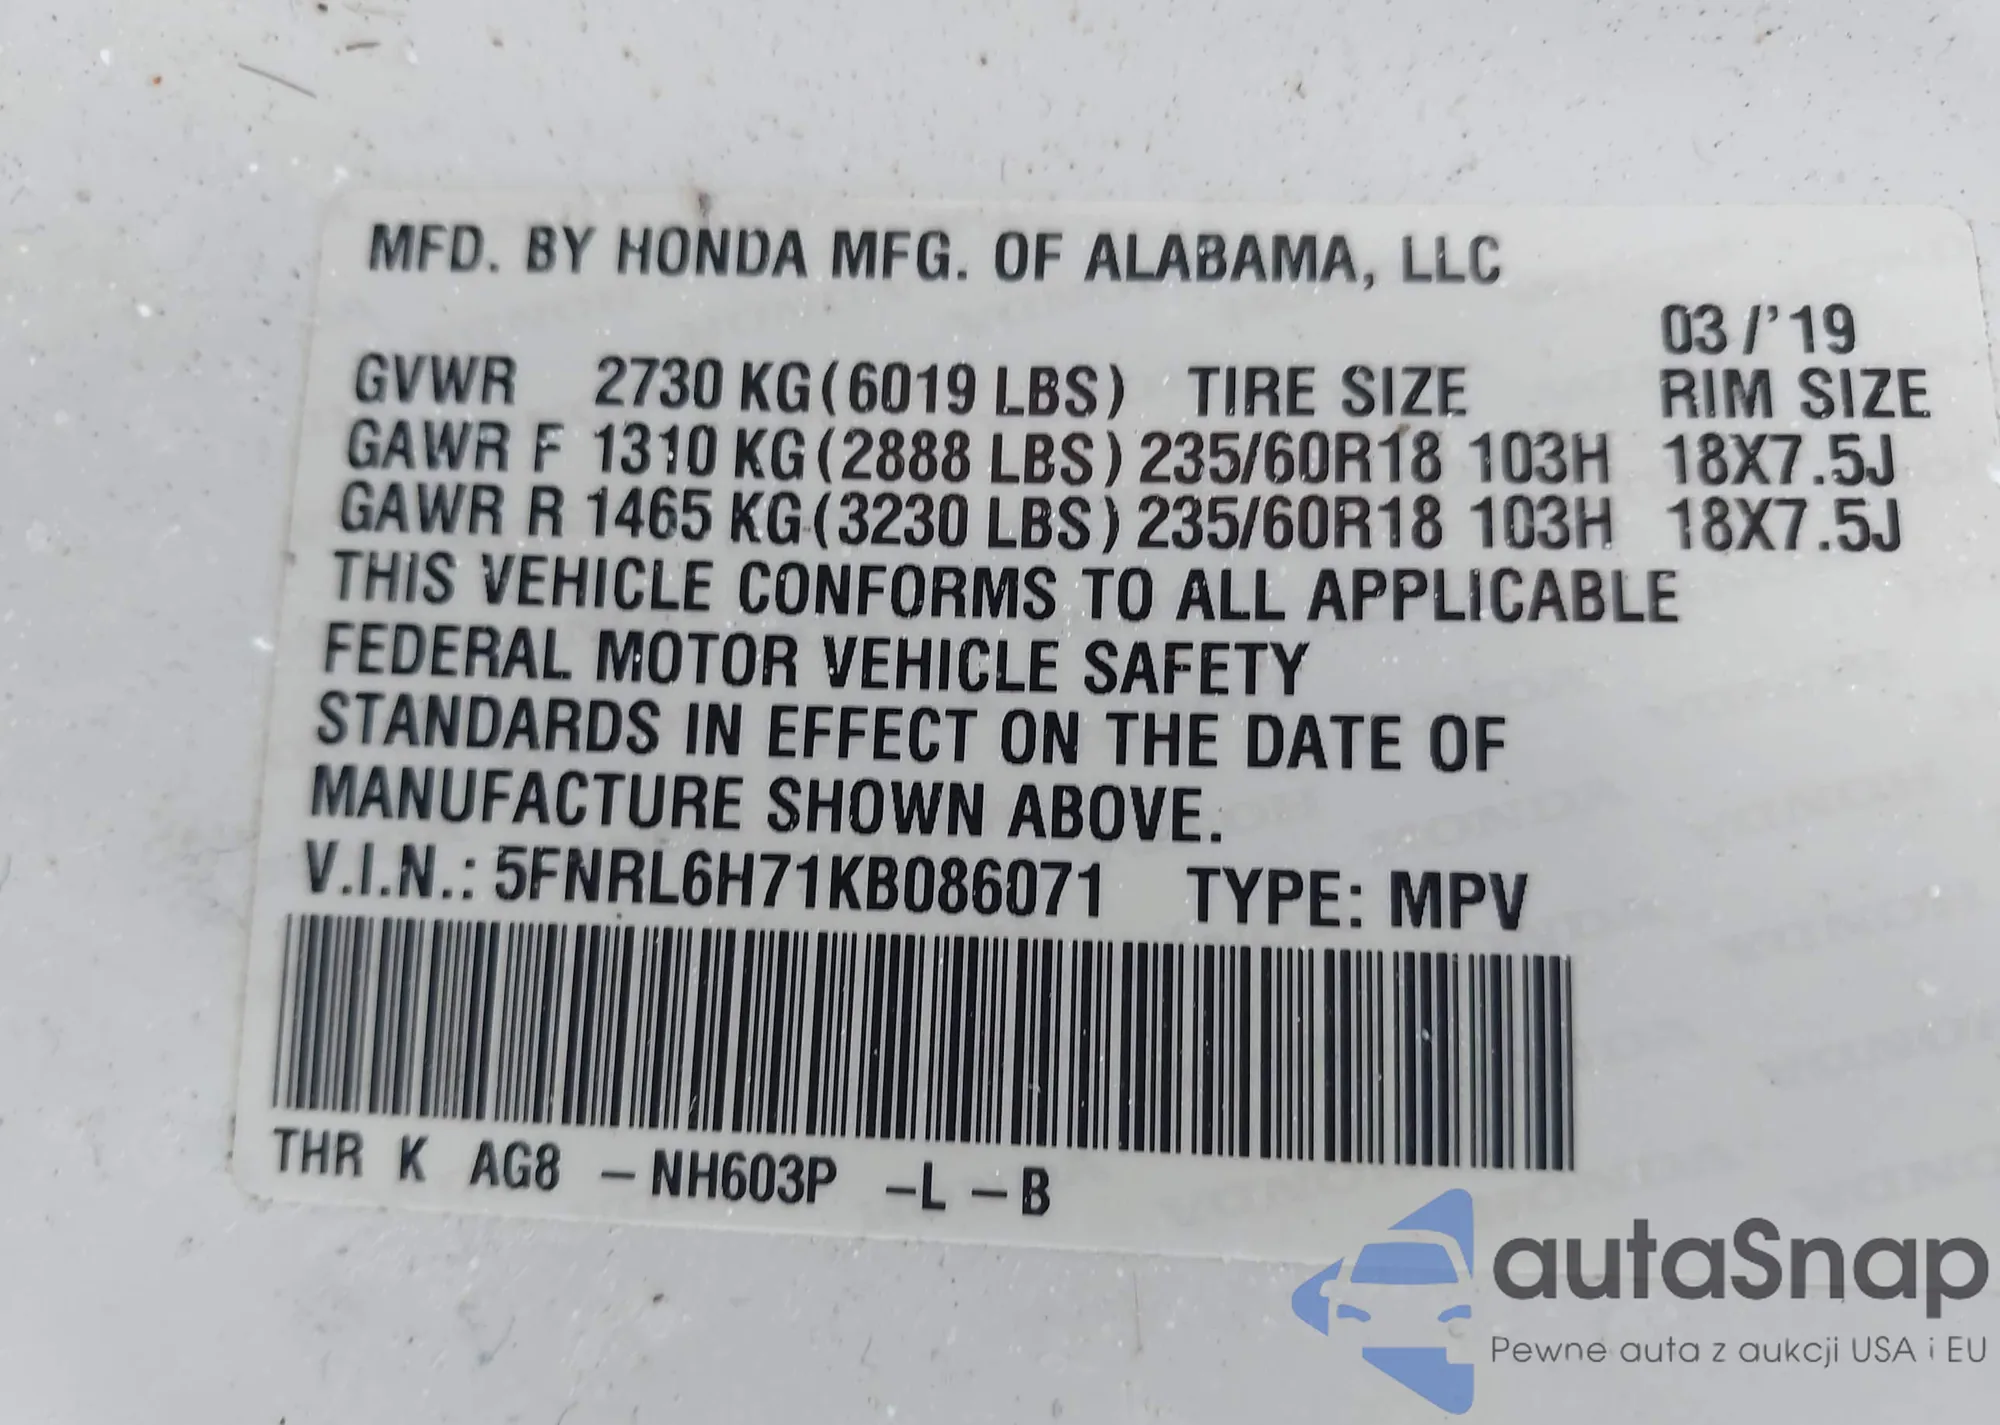 MFD. BY HONDA MFG. OF ALABAMA, LLC
03/'19
GVWR 2730 KG(6019 LBS) TIRE SIZE RIM SIZE
GAWR F 1310 KG(2888 LBS) 235/60R18 103H 18X7.5J
GAWR R 1465 KG(3230 LBS) 235/60R18 103H 18X7.5J
THIS VEHICLE CONFORMS TO ALL APPLICABLE
FEDERAL MOTOR VEHICLE SAFETY
STANDARDS IN EFFECT ON THE DATE OF
MANUFACTURE SHOWN ABOVE.
V.I.N.: 5FNRL6H71KB086071 TYPE: MPV
THR K AG8 -NH603P -L -B
autaSnap
Pewne auta z aukcji USA i EU